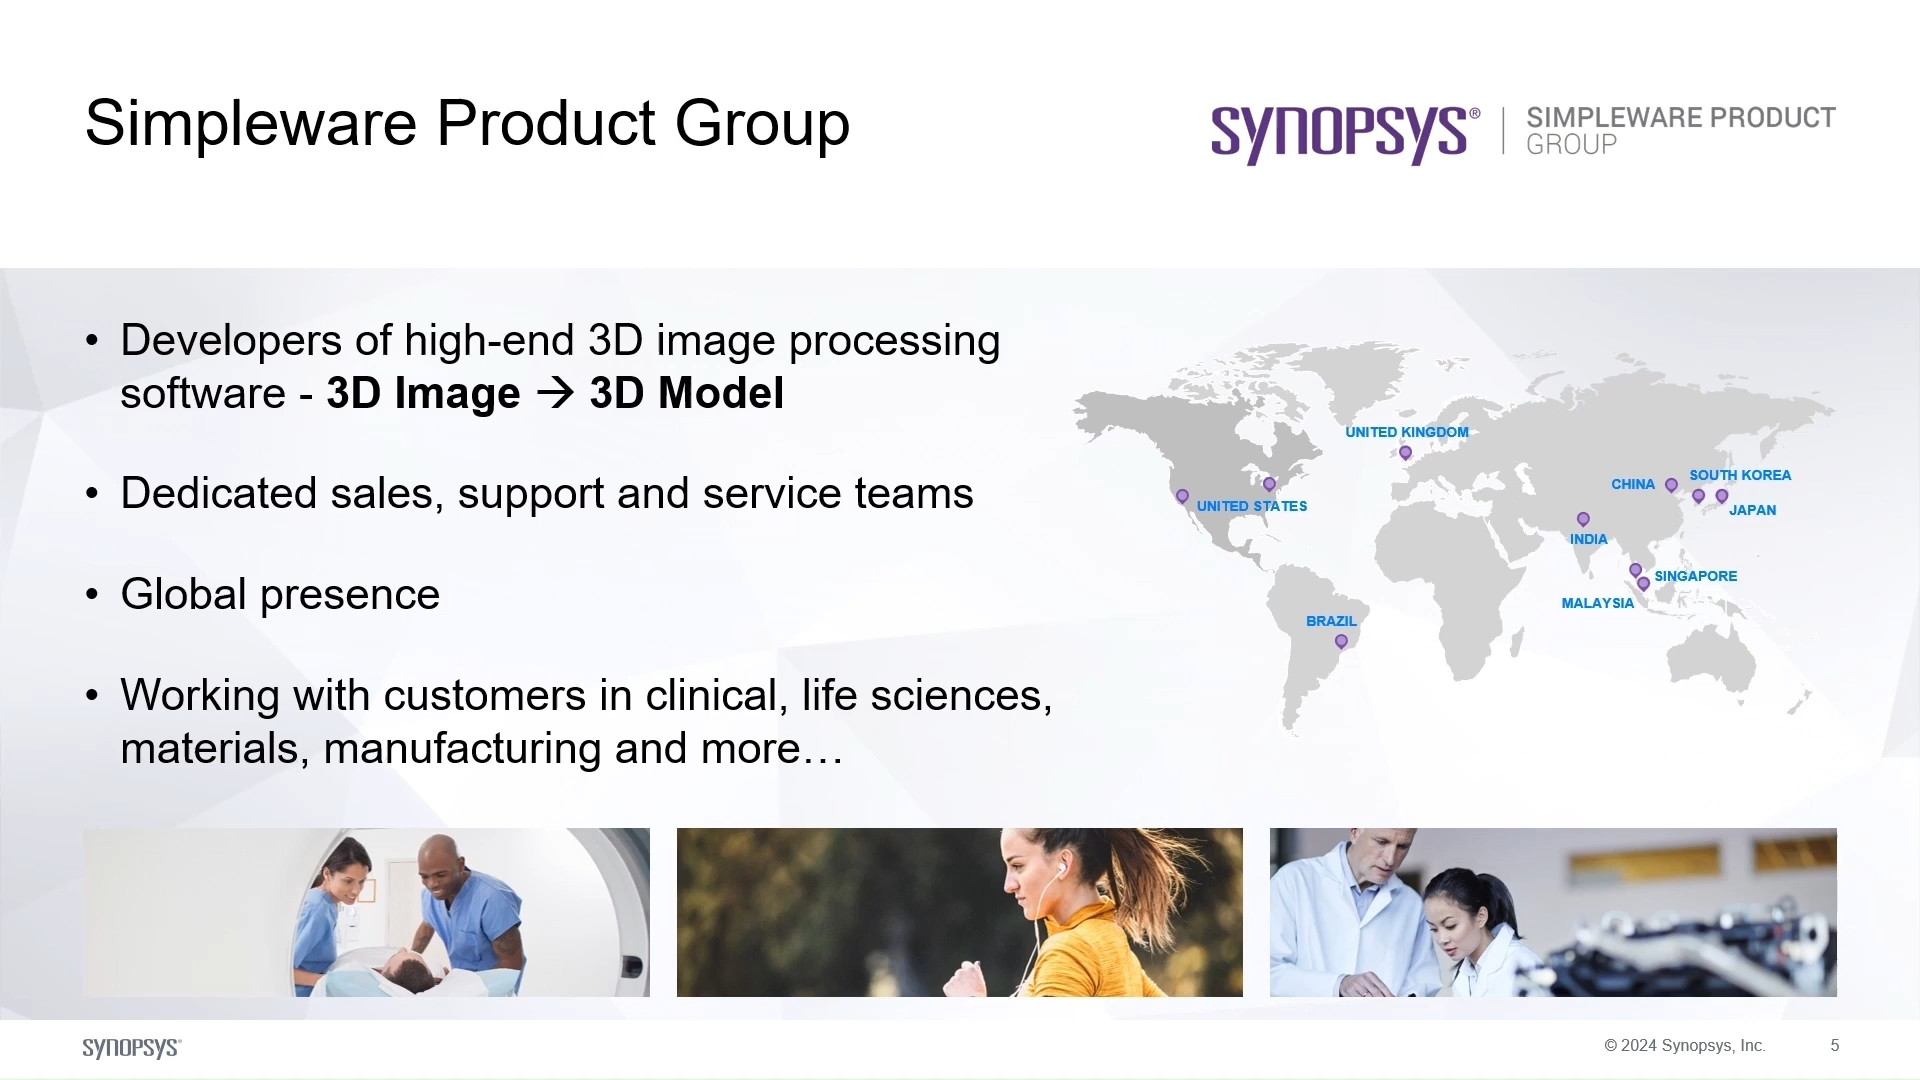 Simpleware Product Group
SYNOPSYS® | SIMPLEWARE PRODUCT
GROUP
• Developers of high-end 3D image processing
software - 3D Image → 3D Model
• Dedicated sales, support and service teams
• Global presence
• Working with customers in clinical, life sciences,
materials, manufacturing and more…
UNITED KINGDOM
UNITED STATES
CHINA
SOUTH KOREA
JAPAN
INDIA
SINGAPORE
MALAYSIA
BRAZIL
SYNOPSYS®
© 2024 Synopsys, Inc.
5